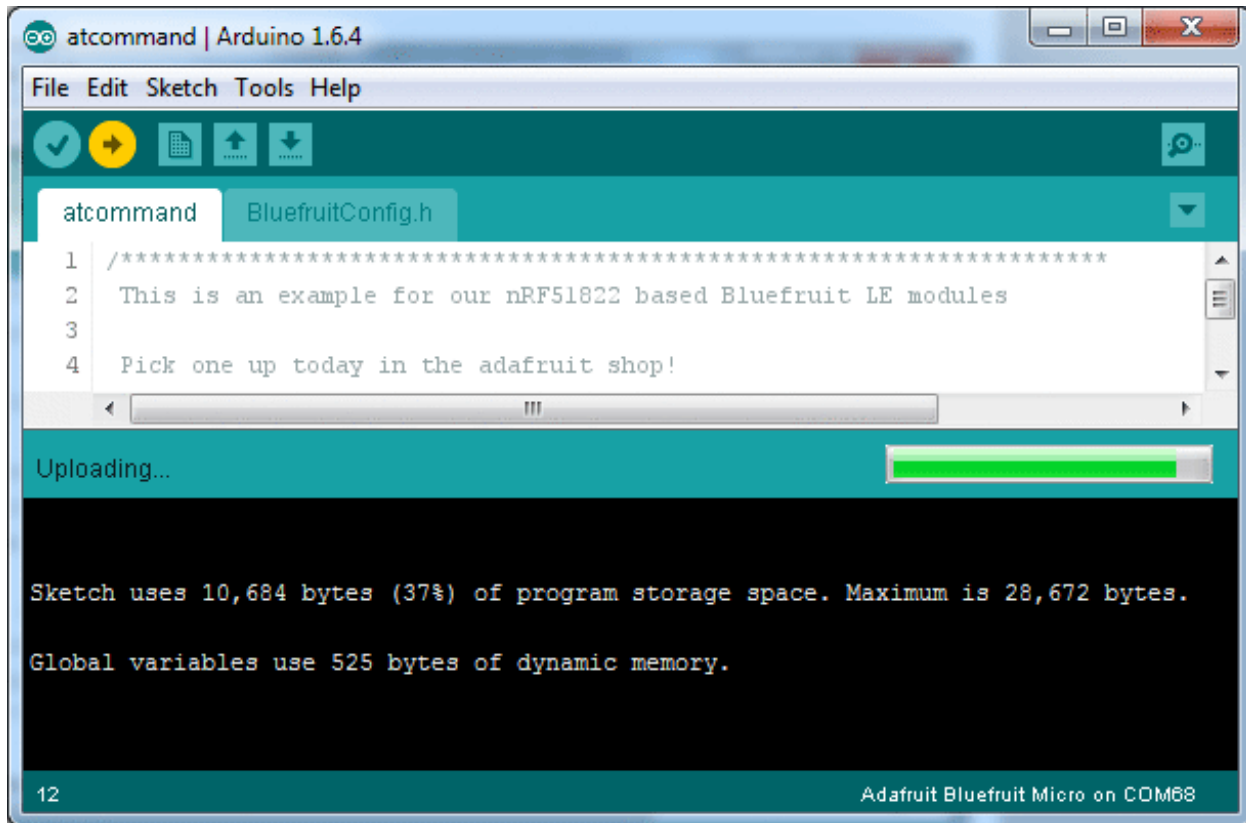 atcommand | Arduino 1.6.4
File Edit Sketch Tools Help
atcommand BluefruitConfig.h
1 /*********************************************************************
2 This is an example for our nRF51822 based Bluefruit LE modules
3
4 Pick one up today in the adafruit shop!
Uploading...
Sketch uses 10,684 bytes (37%) of program storage space. Maximum is 28,672 bytes.
Global variables use 525 bytes of dynamic memory.
12 Adafruit Bluefruit Micro on COM68